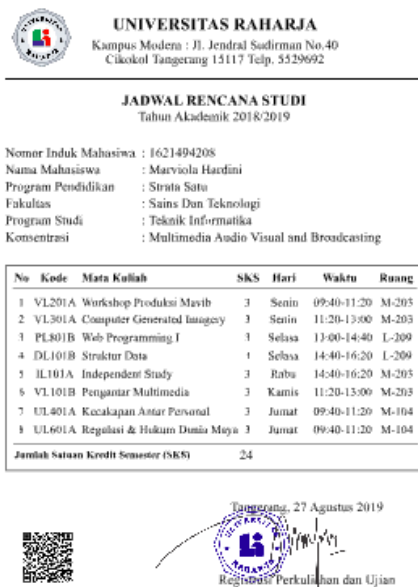 UNIVERSITAS RAHARJA
Kampus Modern : Jl. Jendral Sudirman No.40
Cikokol Tangerang 15117 Telp. 5529692
JADWAL RENCANA STUDI
Tahun Akademik 2018/2019
Nomor Induk Mahasiwa : 1621494208
Nama Mahasiswa : Marviola Hardini
Program Pendidikan : Strata Satu
Fakultas : Sains Dan Teknologi
Program Studi : Teknik Informatika
Konsentrasi : Multimedia Audio Visual and Broadcasting
No Kode Mata Kuliah SKS Hari Waktu Ruang
1 VL201A Workshop Produksi Mavib 3 Senin 09:40-11:20 M-203
2 VL301A Computer Generated Imagery 3 Senin 11:20-13:00 M-203
3 PL801B Web Programming I 3 Selasa 13:00-14:40 L-209
4 DL101B Struktur Data Selasa 14:40-16:20 L-209
5 IL101A Independent Study 3 Rabu 14:40-16:20 M-203
6 VL101B Pengantar Multimedia 3 Kamis 11:20-13:00 M-203
7 UL401A Kecakapan Antar Personal 3 Jumat 09:40-11:20 M-104
8 UL601A Regulasi & Hukum Dunia Maya 3 Jumat 09:40-11:20 M-104
Jumlah Satuan Kredit Semester (SKS) 24
Tangerang, 27 Agustus 2019
Registrasi Perkuliahan dan Ujian